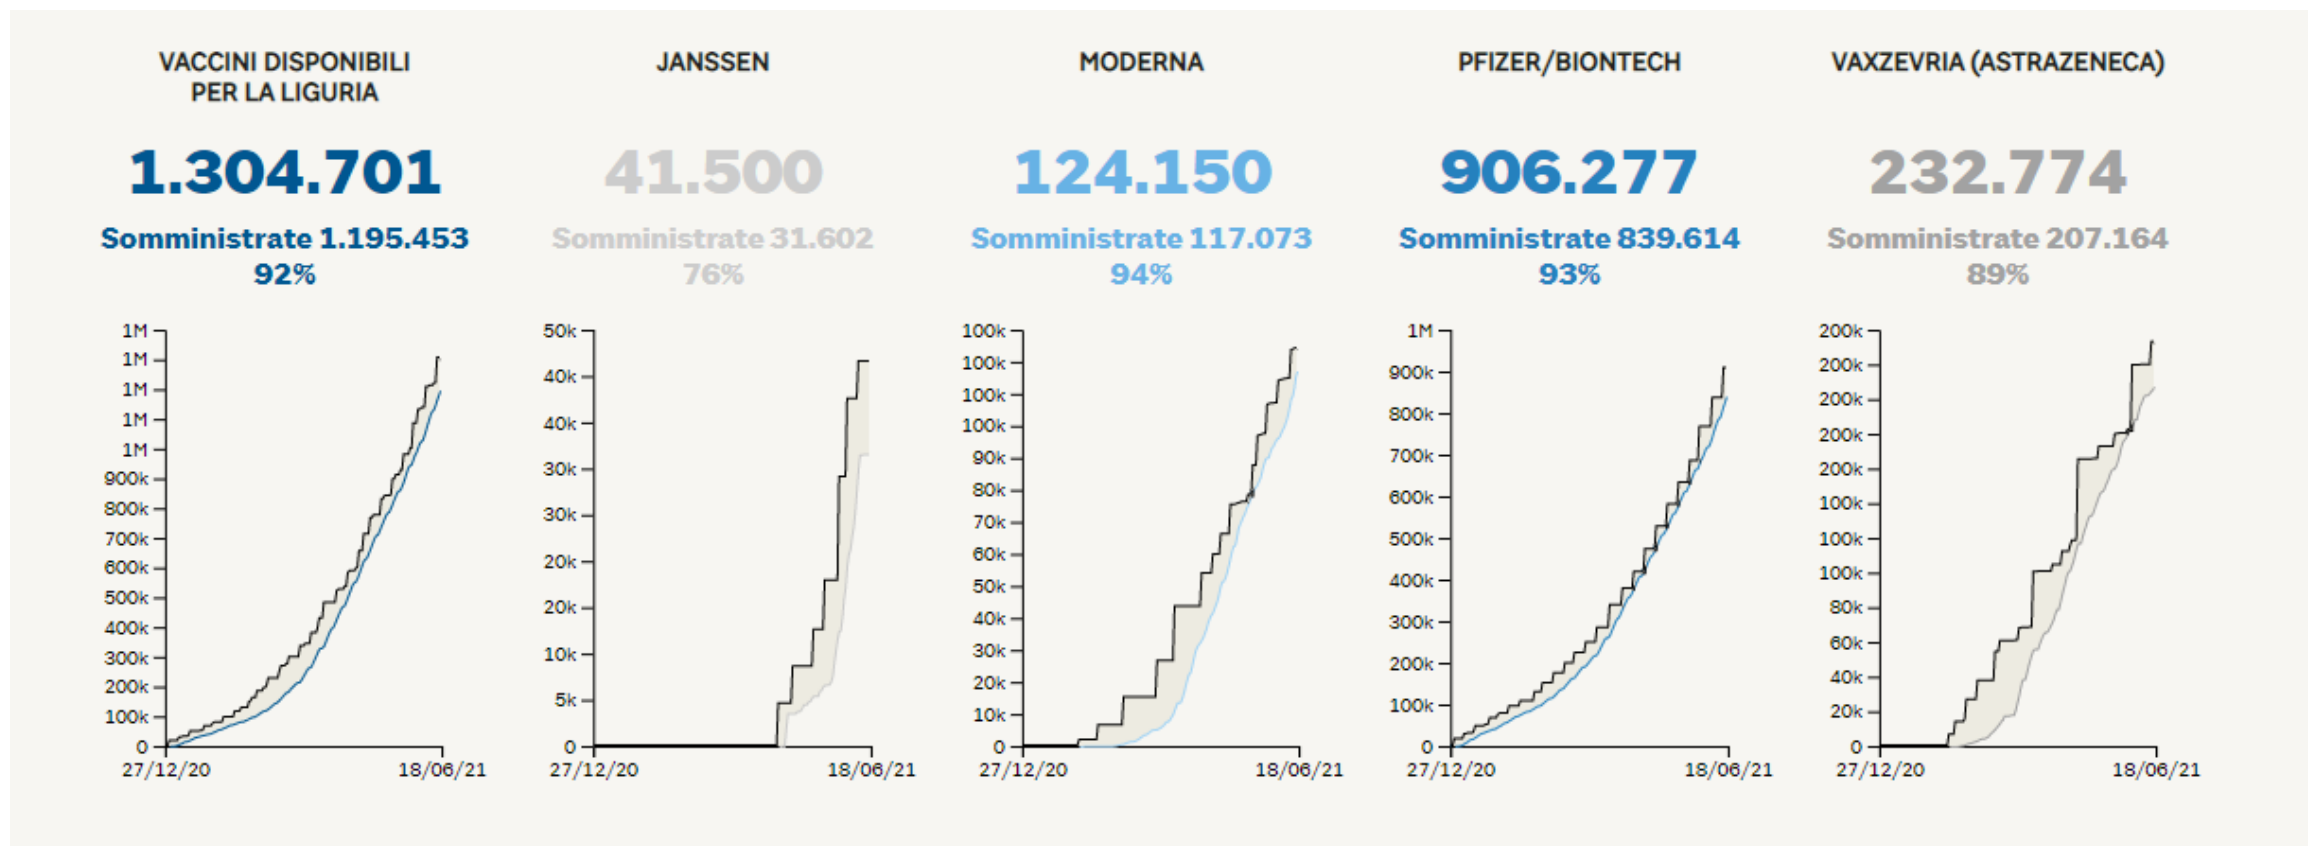 VACCINI DISPONIBILI
PER LA LIGURIA
1.304.701
Somministrate 1.195.453
92%
1M
1M
1M
1M
1M
900k
800k
700k
600k
500k
400k
300k
200k
100k
0
27/12/20
18/06/21
JANSSEN
41.500
Somministrate 31.602
76%
50k
40k
40k
30k
30k
20k
20k
10k
5k
0
27/12/20
18/06/21
MODERNA
124.150
Somministrate 117.073
94%
100k
100k
100k
100k
90k
80k
70k
60k
50k
40k
30k
20k
10k
0
27/12/20
18/06/21
PFIZER/BIONTECH
906.277
Somministrate 839.614
93%
1M
900k
800k
700k
600k
500k
400k
300k
200k
100k
0
27/12/20
18/06/21
VAXZEVRIA (ASTRAZENECA)
232.774
Somministrate 207.164
89%
200k
200k
200k
200k
200k
100k
100k
100k
80k
60k
40k
20k
0
27/12/20
18/06/21